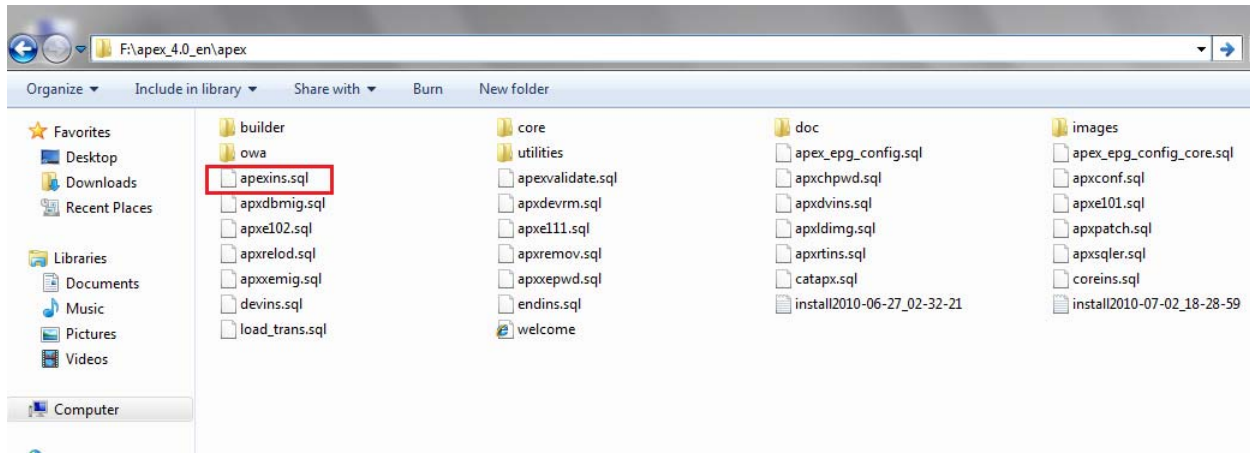 F:\apex_4.0_en\apex
Organize Include in library Share with Burn New folder
Favorites
Desktop
Downloads
Recent Places
Libraries
Documents
Music
Pictures
Videos
Computer
builder core doc images
owa utilities apex_epg_config.sql apex_epg_config_core.sql
apexins.sql apexvalidate.sql apxchpwd.sql apxconf.sql
apxdbmig.sql apxdevrm.sql apxdvins.sql apxe101.sql
apxe102.sql apxe111.sql apxldimg.sql apxpatch.sql
apxrelod.sql apxremov.sql apxrtins.sql apxsqler.sql
apxxemig.sql apxxepwd.sql catapx.sql coreins.sql
devins.sql endins.sql install2010-06-27_02-32-21 install2010-07-02_18-28-59
load_trans.sql welcome